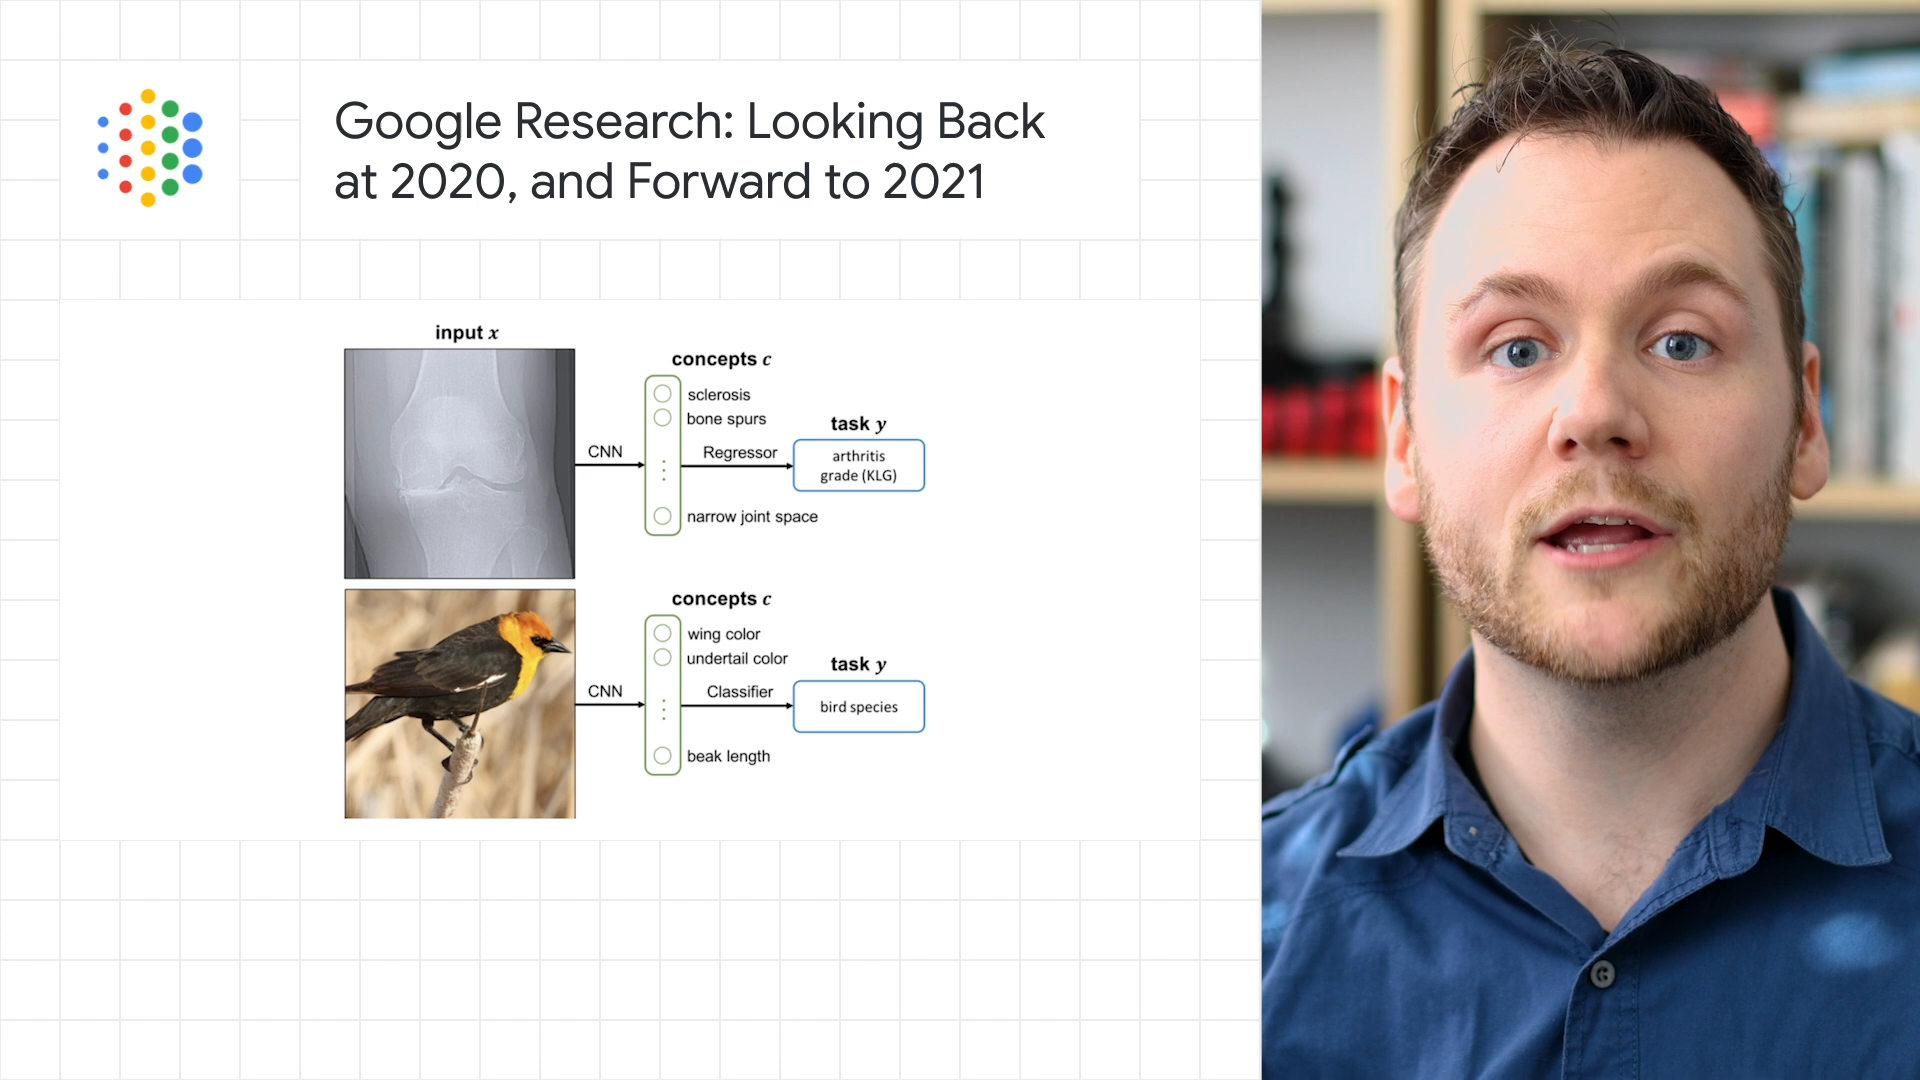 Google Research: Looking Back
at 2020, and Forward to 2021
input x
concepts c
sclerosis
bone spurs
CNN
Regressor
narrow joint space
task y
arthritis
grade (KLG)
concepts c
wing color
undertail color
CNN
Classifier
beak length
task y
bird species